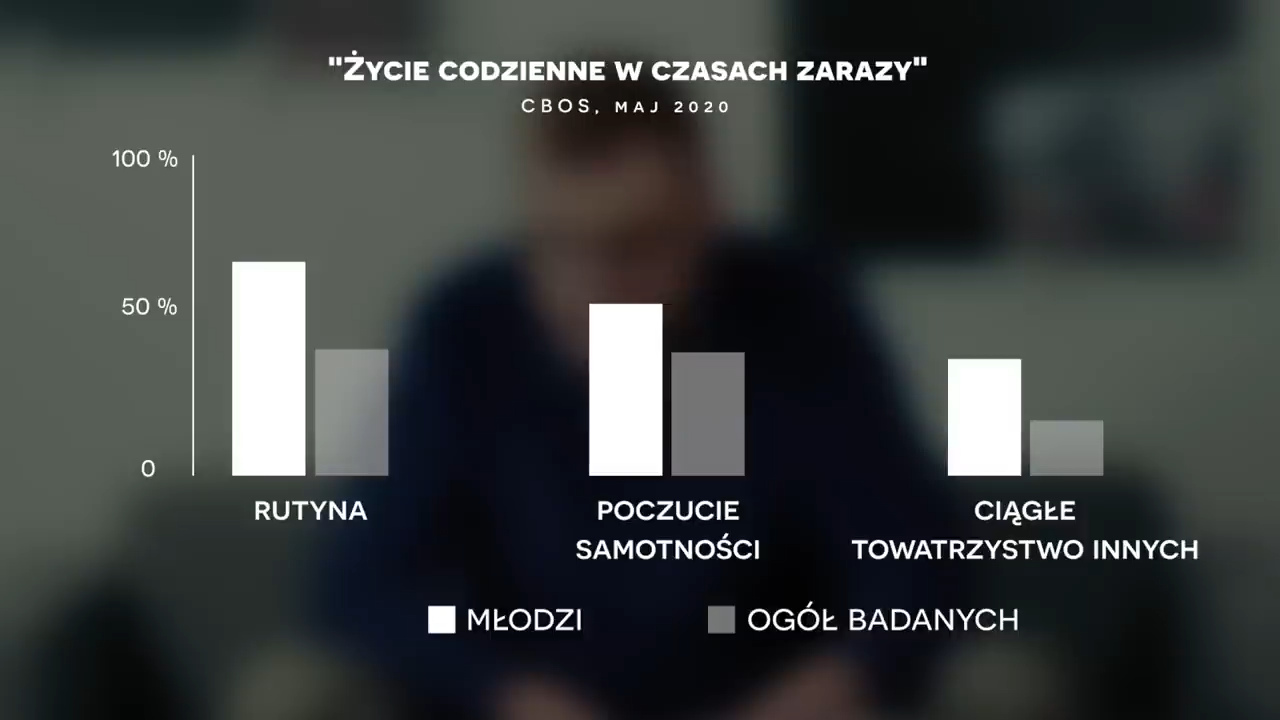 "Życie codzienne w czasach zarazy"
CBOS, maj 2020
100 %
50 %
0
RUTYNA
POCZUCIE
SAMOTNOŚCI
CIĄGŁE
TOWATRZYSTWO INNYCH
MŁODZI
OGÓŁ BADANYCH